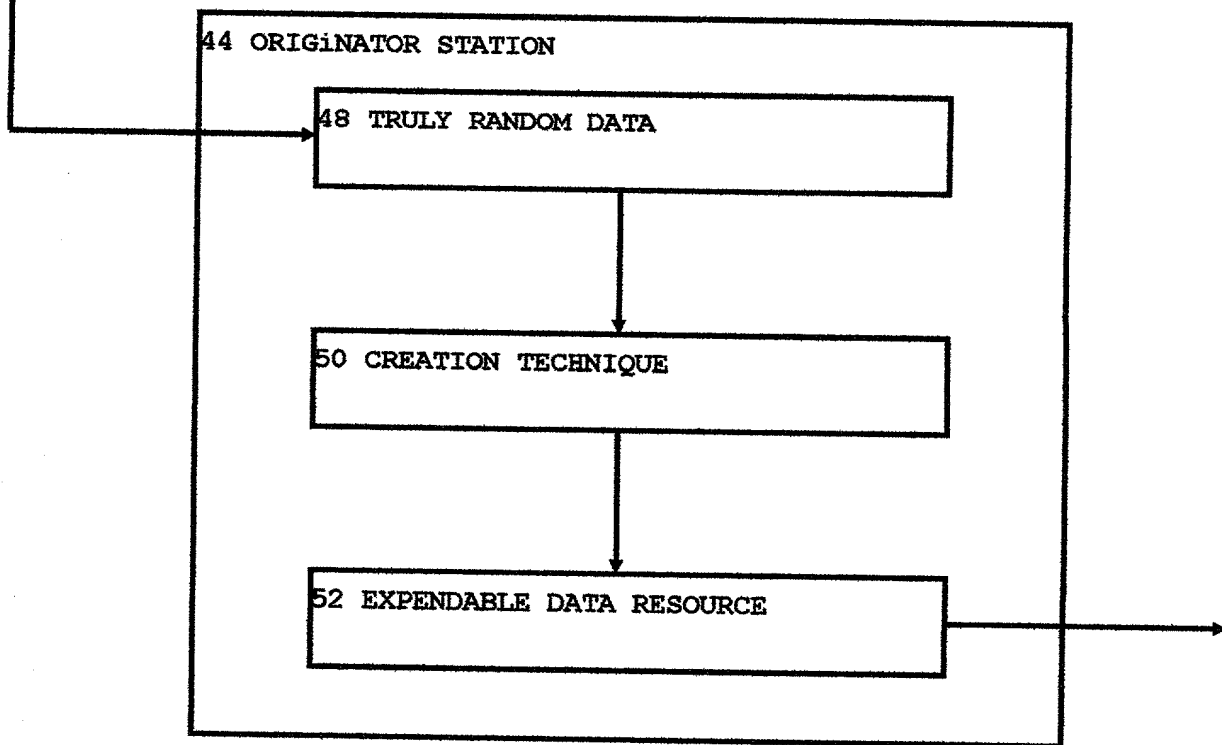 44 ORIGiNATOR STATION
48 TRULY RANDOM DATA
50 CREATION TECHNIQUE
52 EXPENDABLE DATA RESOURCE